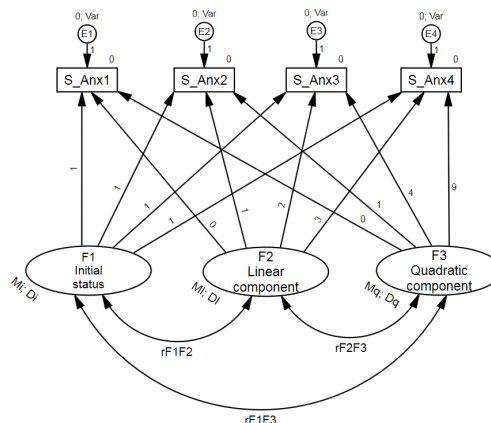 0; Var 0; Var 0; Var 0; Var
E1 E2 E3 E4
1 0 1 0 1 0 1 0
S_Anx1 S_Anx2 S_Anx3 S_Anx4
1 1 1 1 0 1 2 3 0 1 4 9
F1
Initial
status
F2
Linear
component
F3
Quadratic
component
Mi; Di
Ml; Dl
Mq; Dq
rF1F2
rF2F3
rF1F3